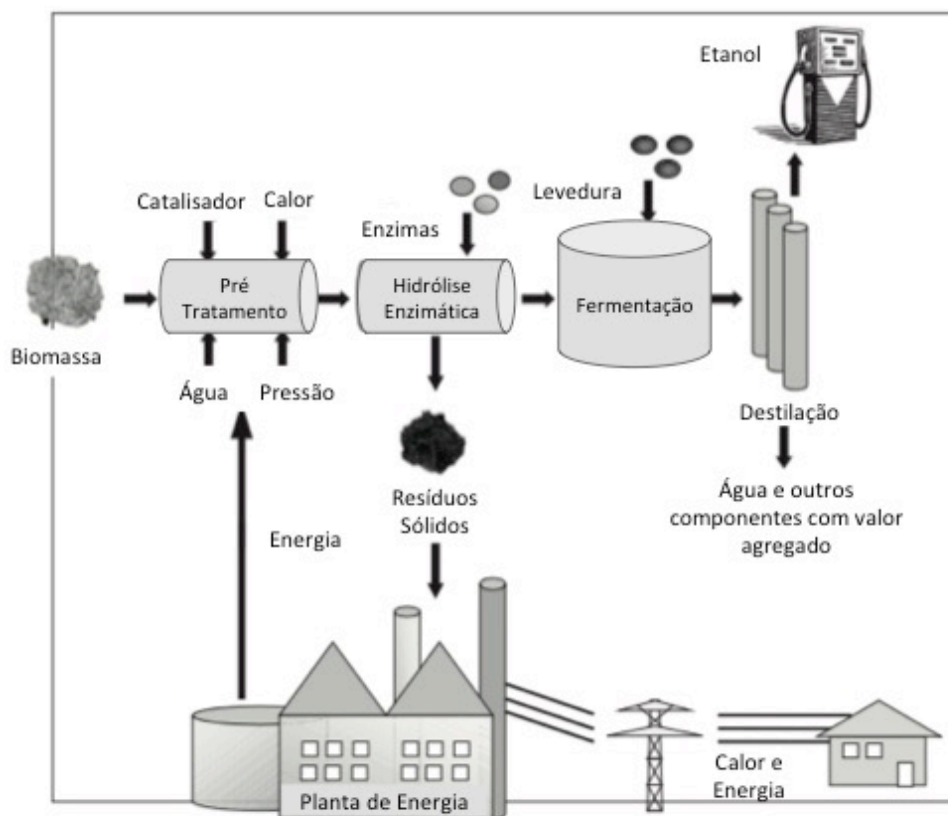 Etanol
Levedura
Catalisador
Calor
Enzimas
Pré
Tratamento
Hidrólise
Enzimática
Fermentação
Biomassa
Água
Pressão
Destilação
Resíduos
Sólidos
Água e outros
componentes com valor
agregado
Energia
Calor e
Energia
Planta de Energia